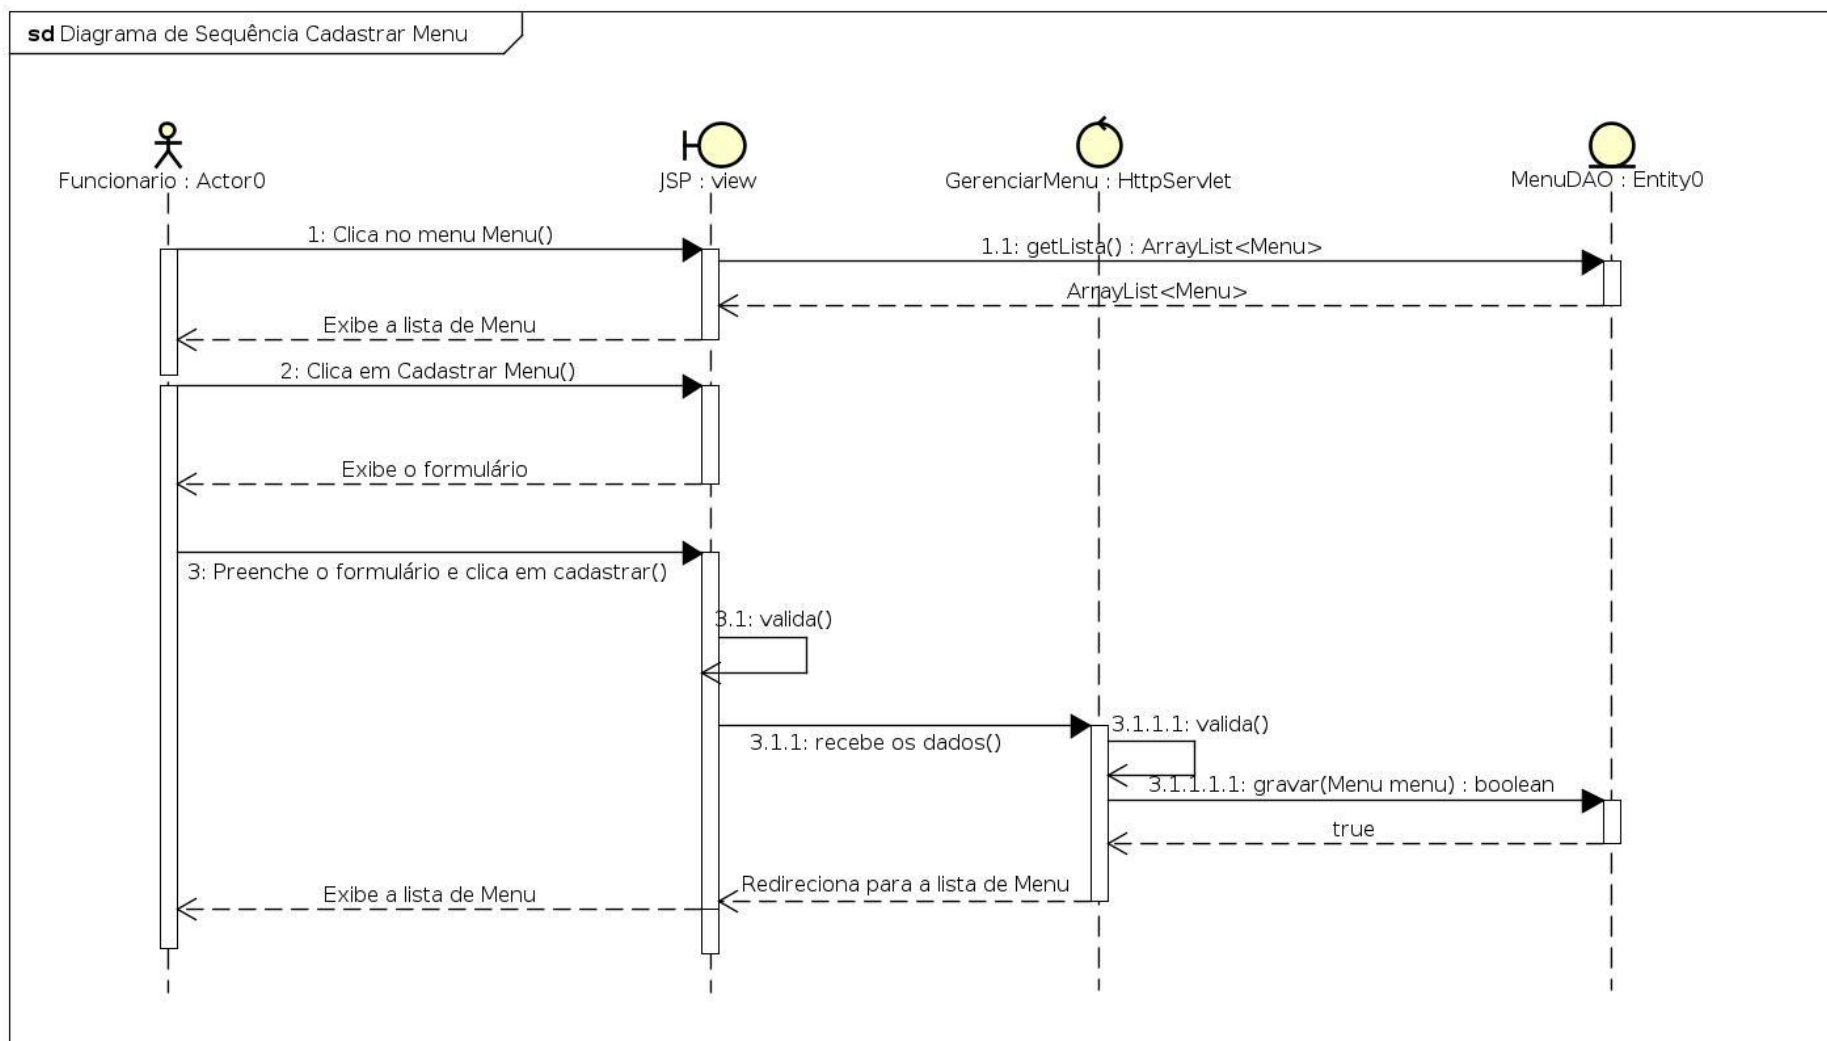 sd Diagrama de Sequência Cadastrar Menu
Funcionario : Actor0
JSP : view
GerenciarMenu : HttpServlet
MenuDAO : Entity0
1: Clica no menu Menu()
1.1: getLista() : ArrayList<Menu>
ArrayList<Menu>
Exibe a lista de Menu
2: Clica em Cadastrar Menu()
Exibe o formulário
3: Preenche o formulário e clica em cadastrar()
3.1: valida()
3.1.1: recebe os dados()
3.1.1.1: valida()
3.1.1.1.1: gravar(Menu menu) : boolean
true
Redireciona para a lista de Menu
Exibe a lista de Menu